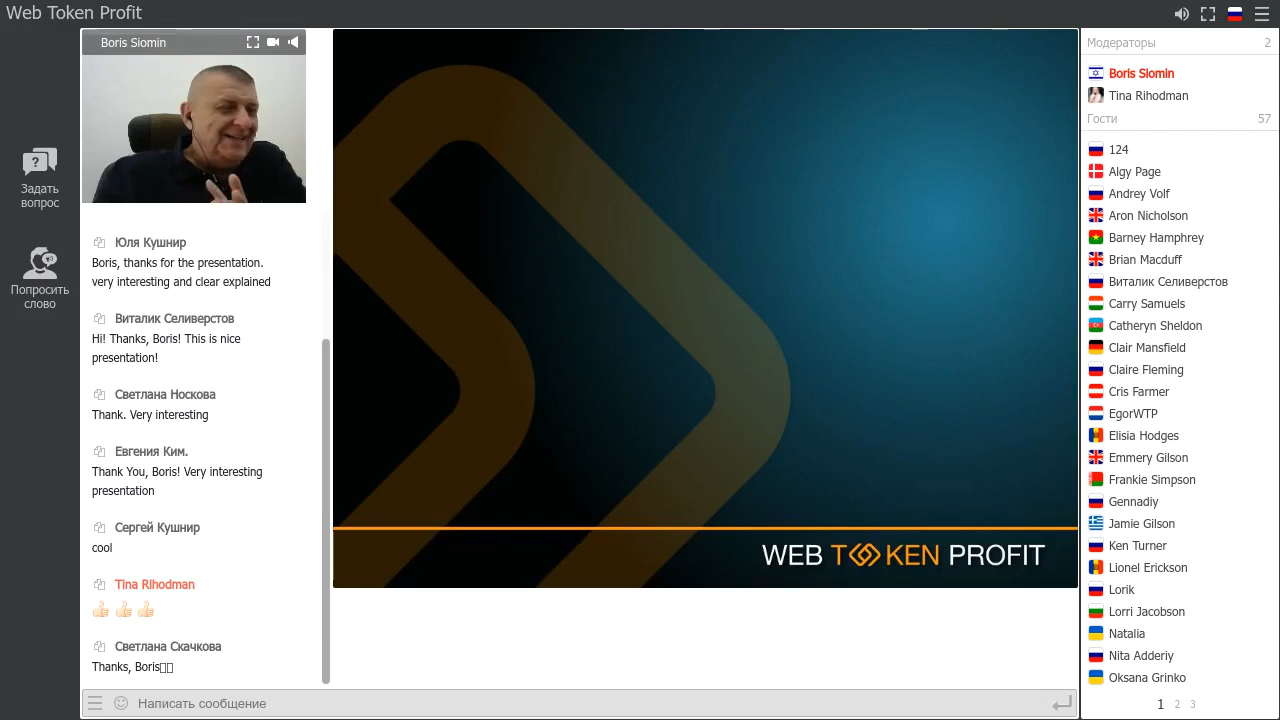 Web Token Profit
Boris Slomin
Задать
вопрос
Попросить
слово
Юля Кушнир
Boris, thanks for the presentation.
very interesting and clear explained
Виталик Селиверстов
Hi! Thanks, Boris! This is nice
presentation!
Светлана Носкова
Thank. Very interesting
Евгения Ким.
Thank You, Boris! Very interesting
presentation
Сергей Кушнир
cool
Tina Rihodman
Светлана Скачкова
Thanks, Boris
Написать сообщение
WEB TOKEN PROFIT
Модераторы 2
Boris Slomin
Tina Rihodman
Гости 57
124
Algy Page
Andrey Volf
Aron Nicholson
Barney Hamphrey
Brian Macduff
Виталик Селиверстов
Carry Samuels
Catheryn Sheldon
Clair Mansfield
Claire Fleming
Cris Farmer
EgorWTP
Elisia Hodges
Emmery Gilson
Frankie Simpson
Gennadiy
Jamie Gilson
Ken Turner
Lionel Erickson
Lorik
Lorri Jacobson
Natalia
Nita Adderiy
Oksana Grinko
1 2 3